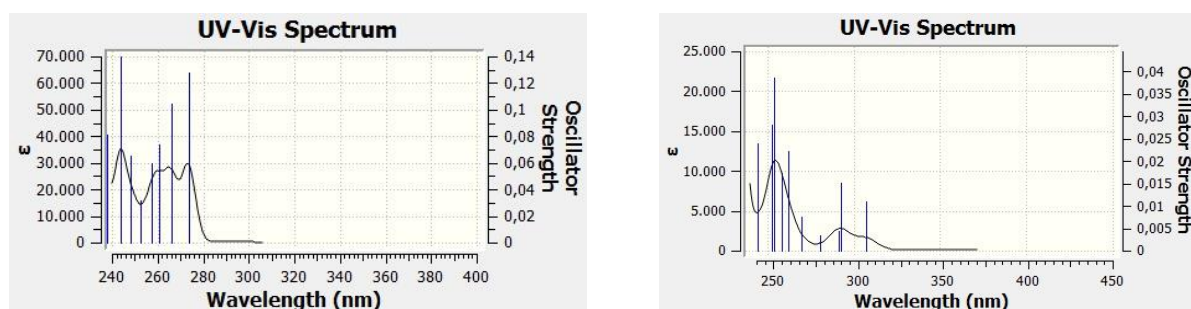 UV-Vis Spectrum
70.000
60.000
50.000
40.000
30.000
20.000
10.000
0
ε
0,14
0,12
0,1
0,08
0,06
0,04
0,02
0
Oscillator
Strength
240 260 280 300 320 340 360 380 400
Wavelength (nm)
UV-Vis Spectrum
25.000
20.000
15.000
10.000
5.000
0
ε
0,04
0,035
0,03
0,025
0,02
0,015
0,01
0,005
0
Oscillator Strength
250 300 350 400 450
Wavelength (nm)